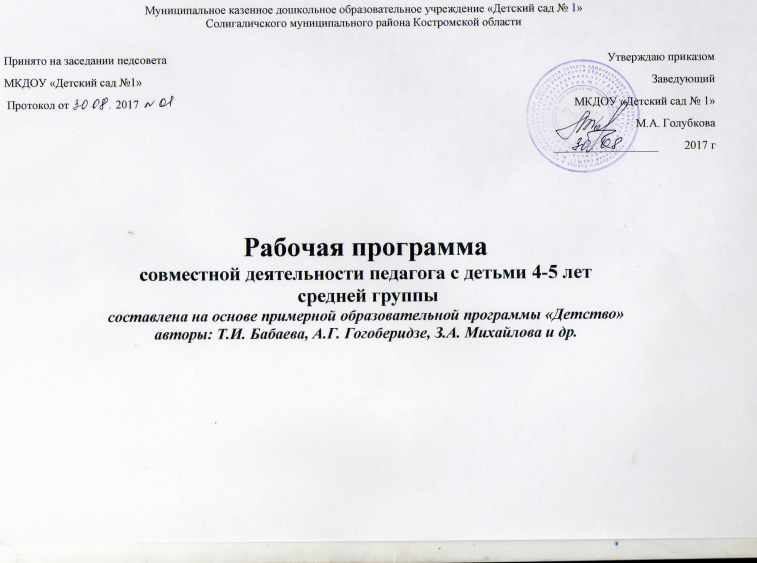 Муниципальное казенное дошкольное образовательное учреждение «Детский сад № 1»
Солигаличского муниципального района Костромской области
Принято на заседании педсовета
МКДОУ «Детский сад №1»
Протокол от 30 08. 2017 № 01
Утверждаю приказом
Заведующий
МКДОУ «Детский сад № 1»
М.А. Голубкова
30 08 2017 г
Рабочая программа
совместной деятельности педагога с детьми 4-5 лет
средней группы
составлена на основе примерной образовательной программы «Детство»
авторы: Т.И. Бабаева, А.Г. Гогоберидзе, З.А. Михайлова и др.